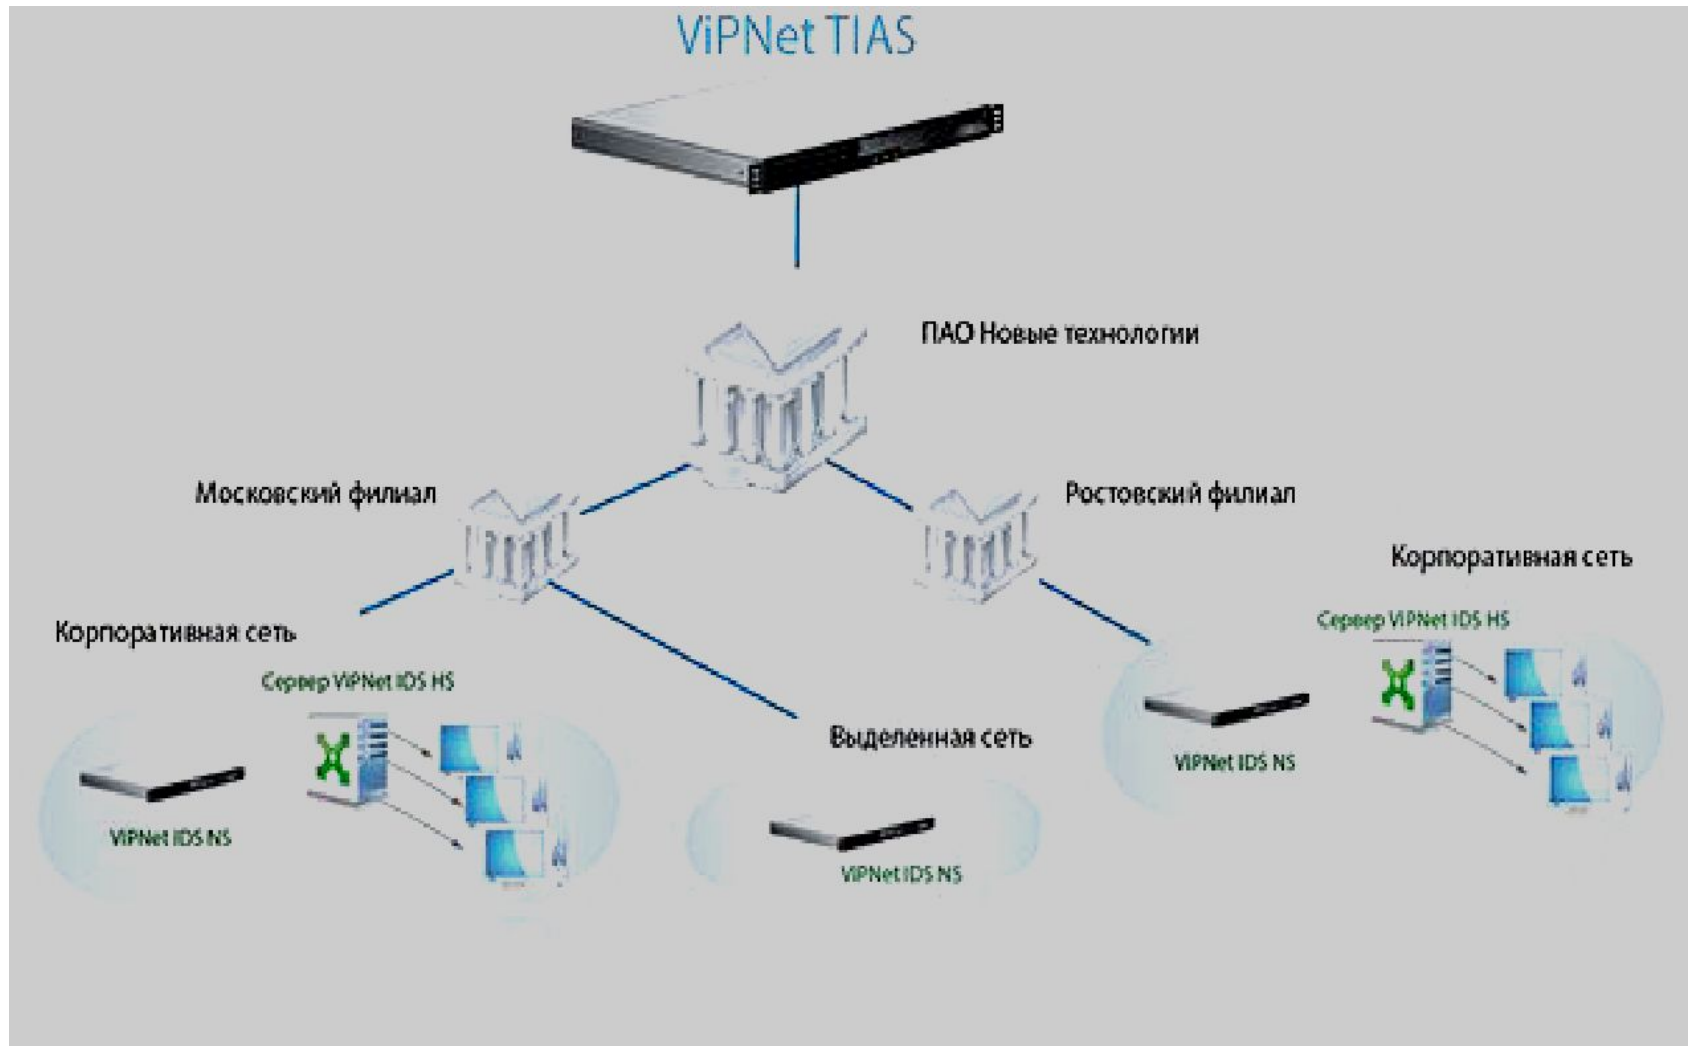 ViPNet TIAS
ПАО Новые технологии
Московский филиал
Ростовский филиал
Корпоративная сеть
Сервер ViPNet IDS HS
Корпоративная сеть
Сервер ViPNet IDS HS
Выделенная сеть
ViPNet IDS NS
ViPNet IDS NS
ViPNet IDS NS